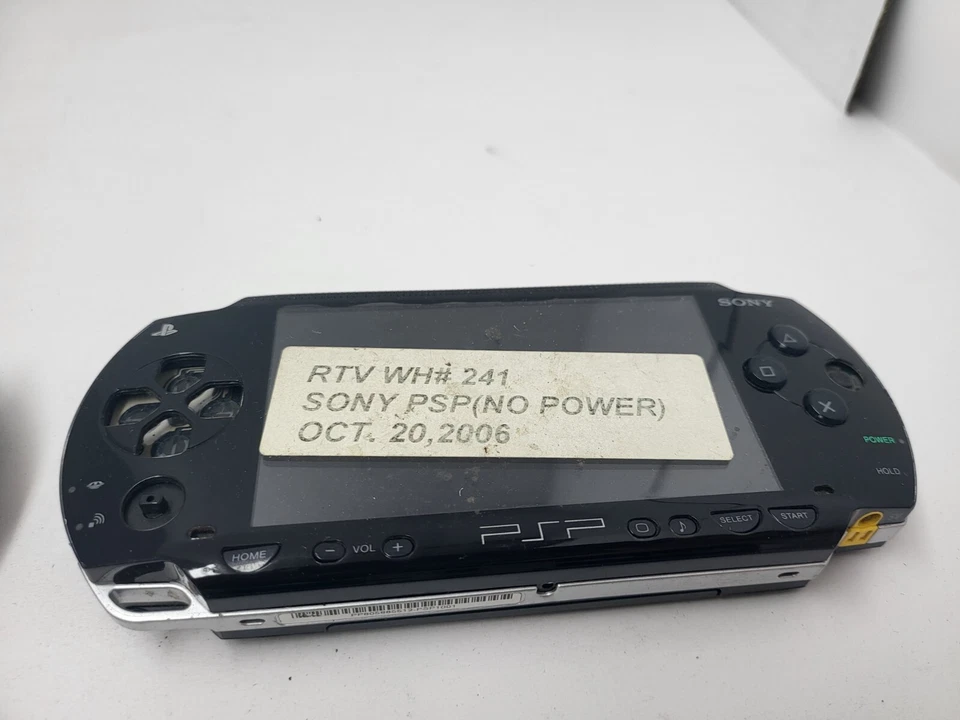 SONY
RTV WH# 241
SONY PSP(NO POWER)
OCT. 20,2006
POWER
HOLD
PSP
HOME
VOL
SELECT
START